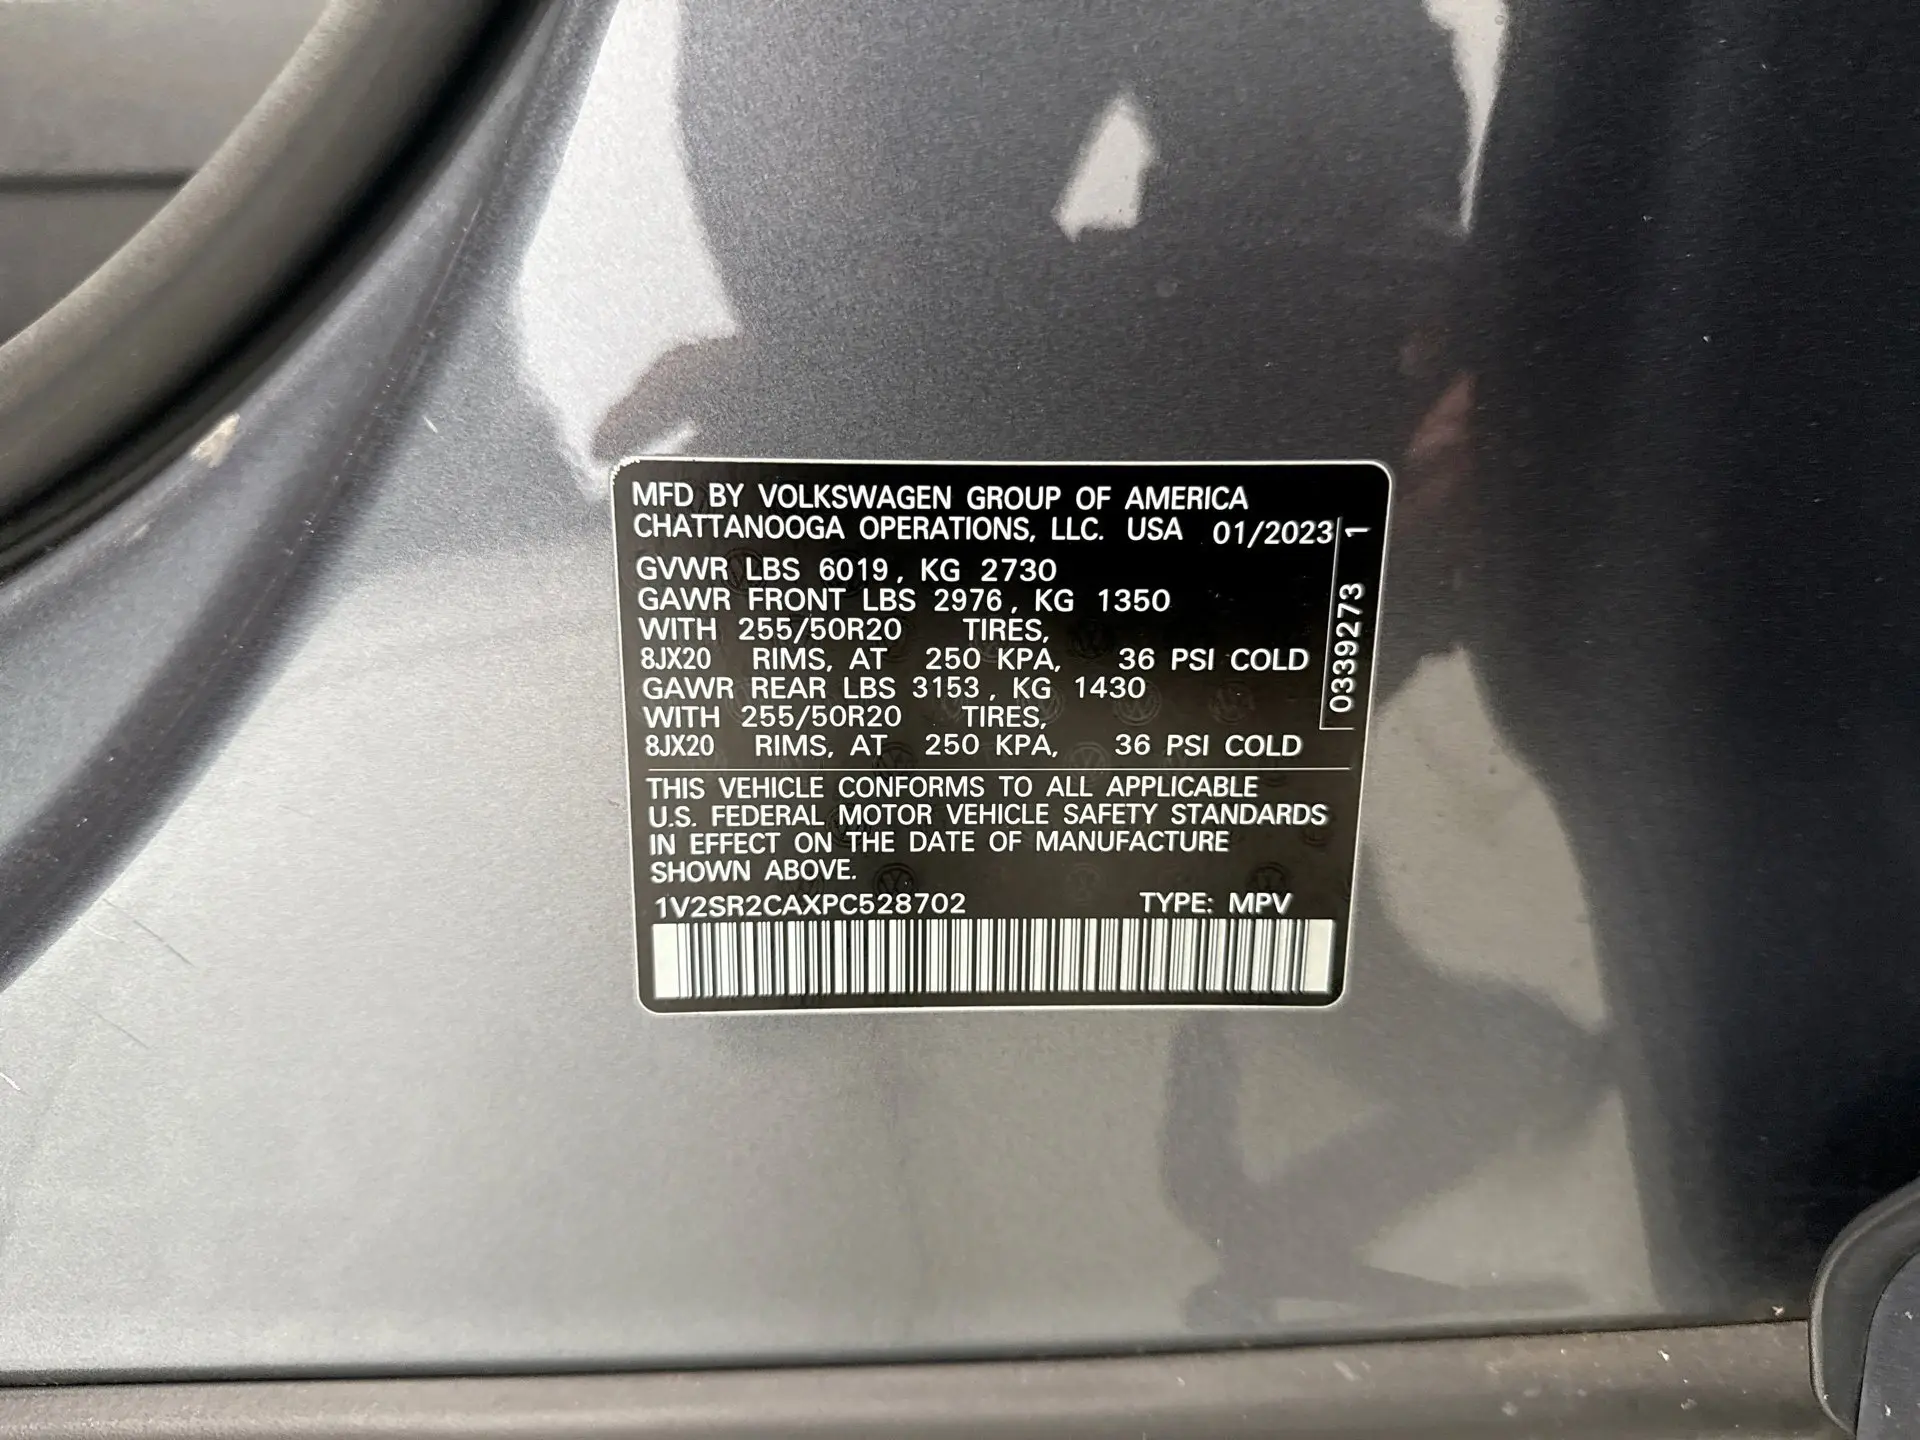 MFD BY VOLKSWAGEN GROUP OF AMERICA
CHATTANOOGA OPERATIONS, LLC. USA 01/2023
GVWR LBS 6019, KG 2730
GAWR FRONT LBS 2976, KG 1350
WITH 255/50R20 TIRES,
8JX20 RIMS, AT 250 KPA, 36 PSI COLD
GAWR REAR LBS 3153, KG 1430
WITH 255/50R20 TIRES,
8JX20 RIMS, AT 250 KPA, 36 PSI COLD
0339273 1
THIS VEHICLE CONFORMS TO ALL APPLICABLE
U.S. FEDERAL MOTOR VEHICLE SAFETY STANDARDS
IN EFFECT ON THE DATE OF MANUFACTURE
SHOWN ABOVE.
1V2SR2CAXPC528702 TYPE: MPV